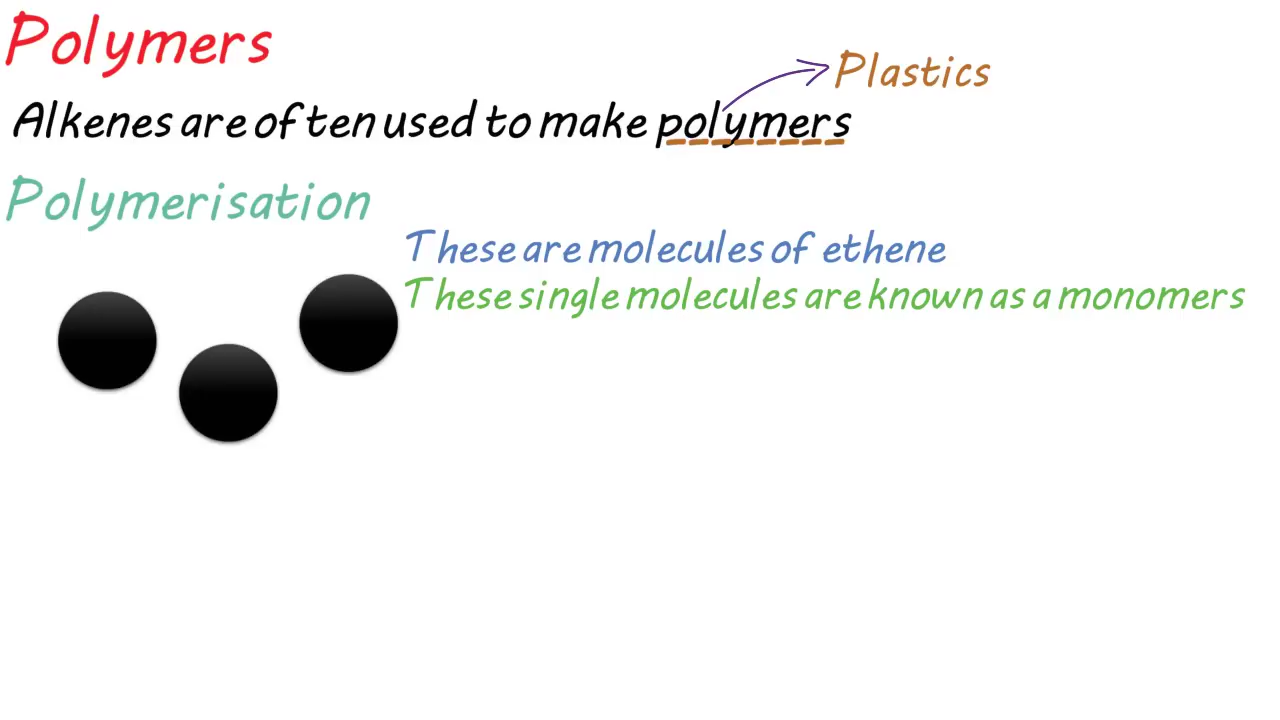 Polymers
Plastics
Alkenes are often used to make polymers
Polymerisation
These are molecules of ethene
These single molecules are known as a monomers